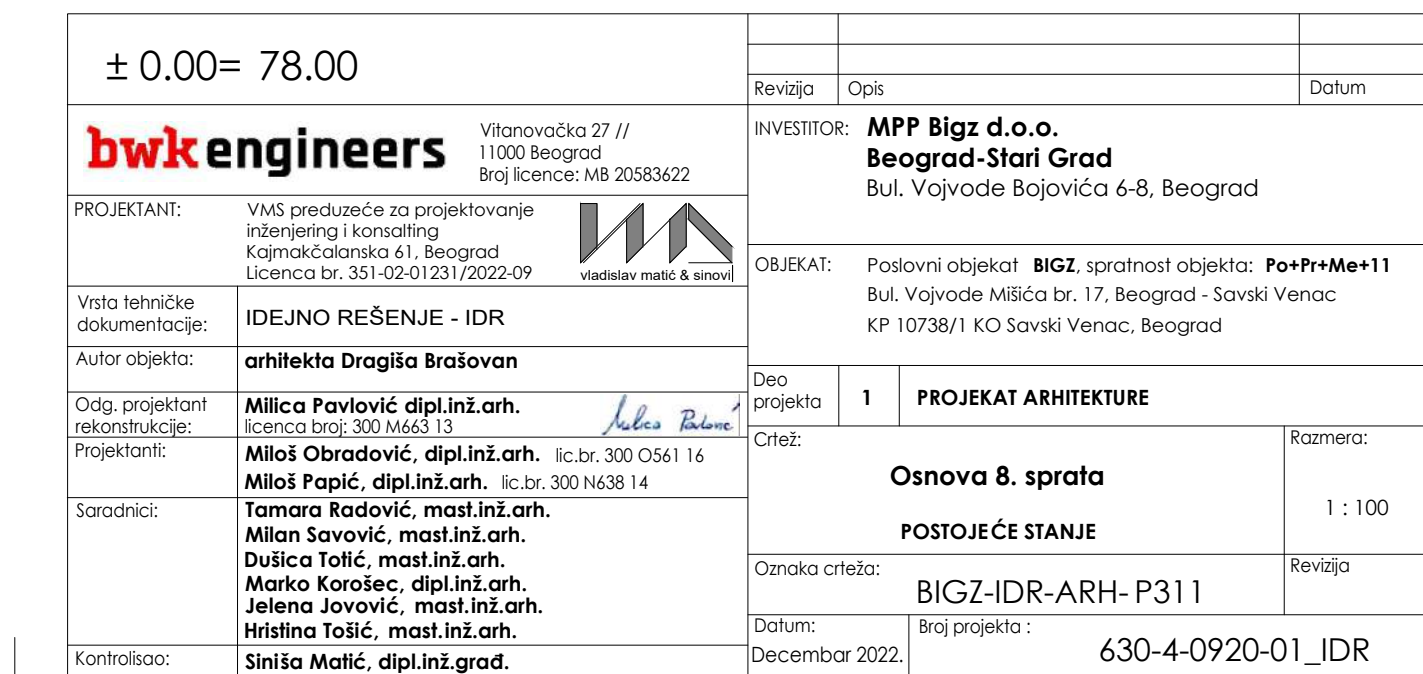 ± 0.00= 78.00
bwk engineers
Vitanovačka 27 //
11000 Beograd
Broj licence: MB 20583622
PROJEKTANT:
VMS preduzeće za projektovanje
inženjering i konsalting
Kajmakčalanska 61, Beograd
Licenca br. 351-02-01231/2022-09
vladislav matić & sinovi
Vrsta tehničke
dokumentacije:
IDEJNO REŠENJE - IDR
Autor objekta:
arhitekta Dragiša Brašovan
Odg. projektant
rekonstrukcije:
Milica Pavlović dipl.inž.arh.
licenca broj: 300 M663 13
Projektanti:
Miloš Obradović, dipl.inž.arh. lic.br. 300 O561 16
Miloš Papić, dipl.inž.arh. lic.br. 300 N638 14
Saradnici:
Tamara Radović, mast.inž.arh.
Milan Savović, mast.inž.arh.
Dušica Totić, mast.inž.arh.
Marko Korošec, dipl.inž.arh.
Jelena Jovović, mast.inž.arh.
Hristina Tošić, mast.inž.arh.
Kontrolisao:
Siniša Matić, dipl.inž.građ.
Revizija Opis Datum
INVESTITOR:
MPP Bigz d.o.o.
Beograd-Stari Grad
Bul. Vojvode Bojovića 6-8, Beograd
OBJEKAT:
Poslovni objekat BIGZ, spratnost objekta: Po+Pr+Me+11
Bul. Vojvode Mišića br. 17, Beograd - Savski Venac
KP 10738/1 KO Savski Venac, Beograd
Deo
projekta
1
PROJEKAT ARHITEKTURE
Crtež:
Osnova 8. sprata
POSTOJEĆE STANJE
Razmera:
1 : 100
Oznaka crteža:
BIGZ-IDR-ARH-P311
Revizija
Datum:
Decembar 2022.
Broj projekta :
630-4-0920-01_IDR